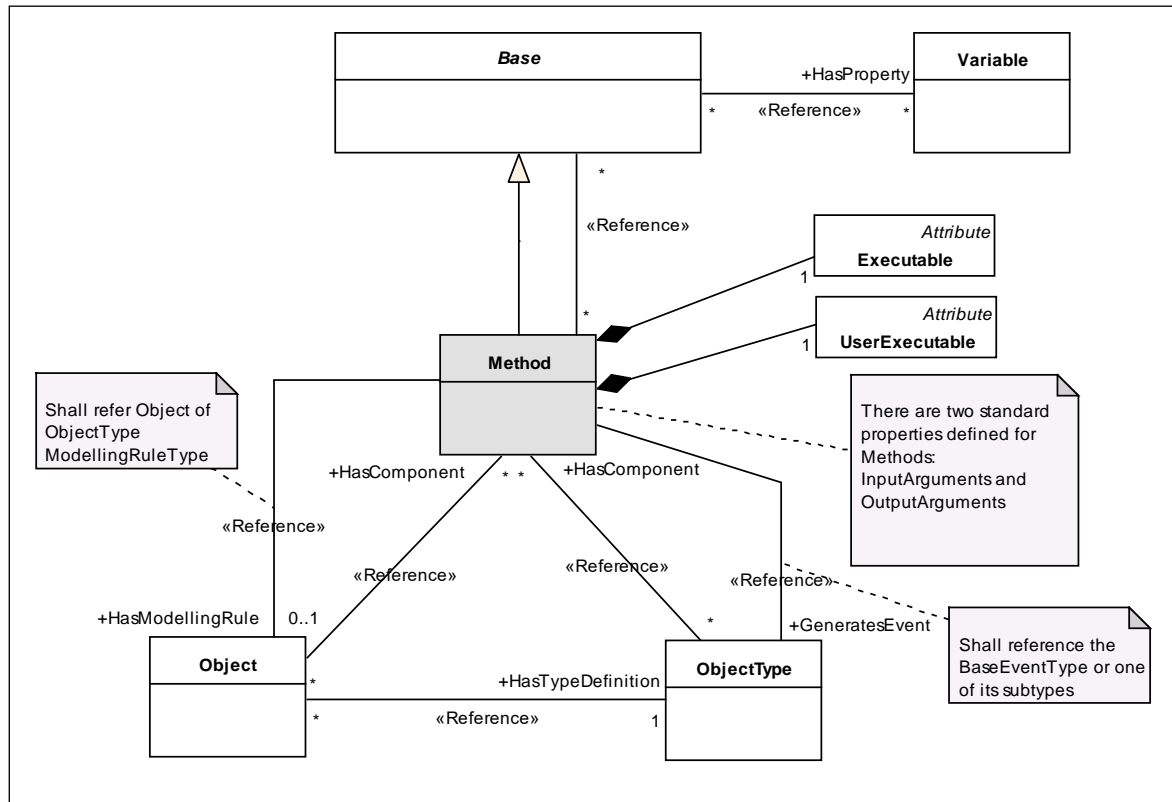 Base
Variable
+HasProperty
*
«Reference»
*
*
«Reference»
Attribute
Executable
1
*
Attribute
UserExecutable
1
Method
Shall refer Object of
ObjectType
ModellingRuleType
There are two standard
properties defined for
Methods:
InputArguments and
OutputArguments
+HasComponent
* *
+HasComponent
«Reference»
«Reference»
«Reference»
«Reference»
+HasModellingRule
0..1
*
+GeneratesEvent
Shall reference the
BaseEventType or one
of its subtypes
Object
ObjectType
*
+HasTypeDefinition
*
«Reference»
1